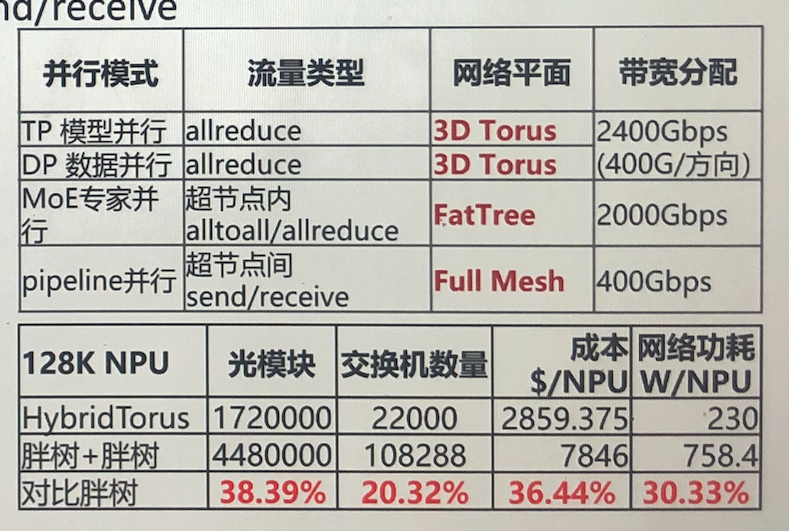 nd/receive
并行模式 流量类型 网络平面 带宽分配
TP 模型并行 allreduce 3D Torus 2400Gbps
DP 数据并行 allreduce 3D Torus (400G/方向)
MoE专家并
行
超节点内
alltoall/allreduce
FatTree
2000Gbps
pipeline并行
超节点间
send/receive
Full Mesh
400Gbps
128K NPU
光模块
交换机数量
成本
$/NPU
网络功耗
W/NPU
HybridTorus 1720000 22000 2859.375 230
胖树+胖树 4480000 108288 7846 758.4
对比胖树 38.39% 20.32% 36.44% 30.33%